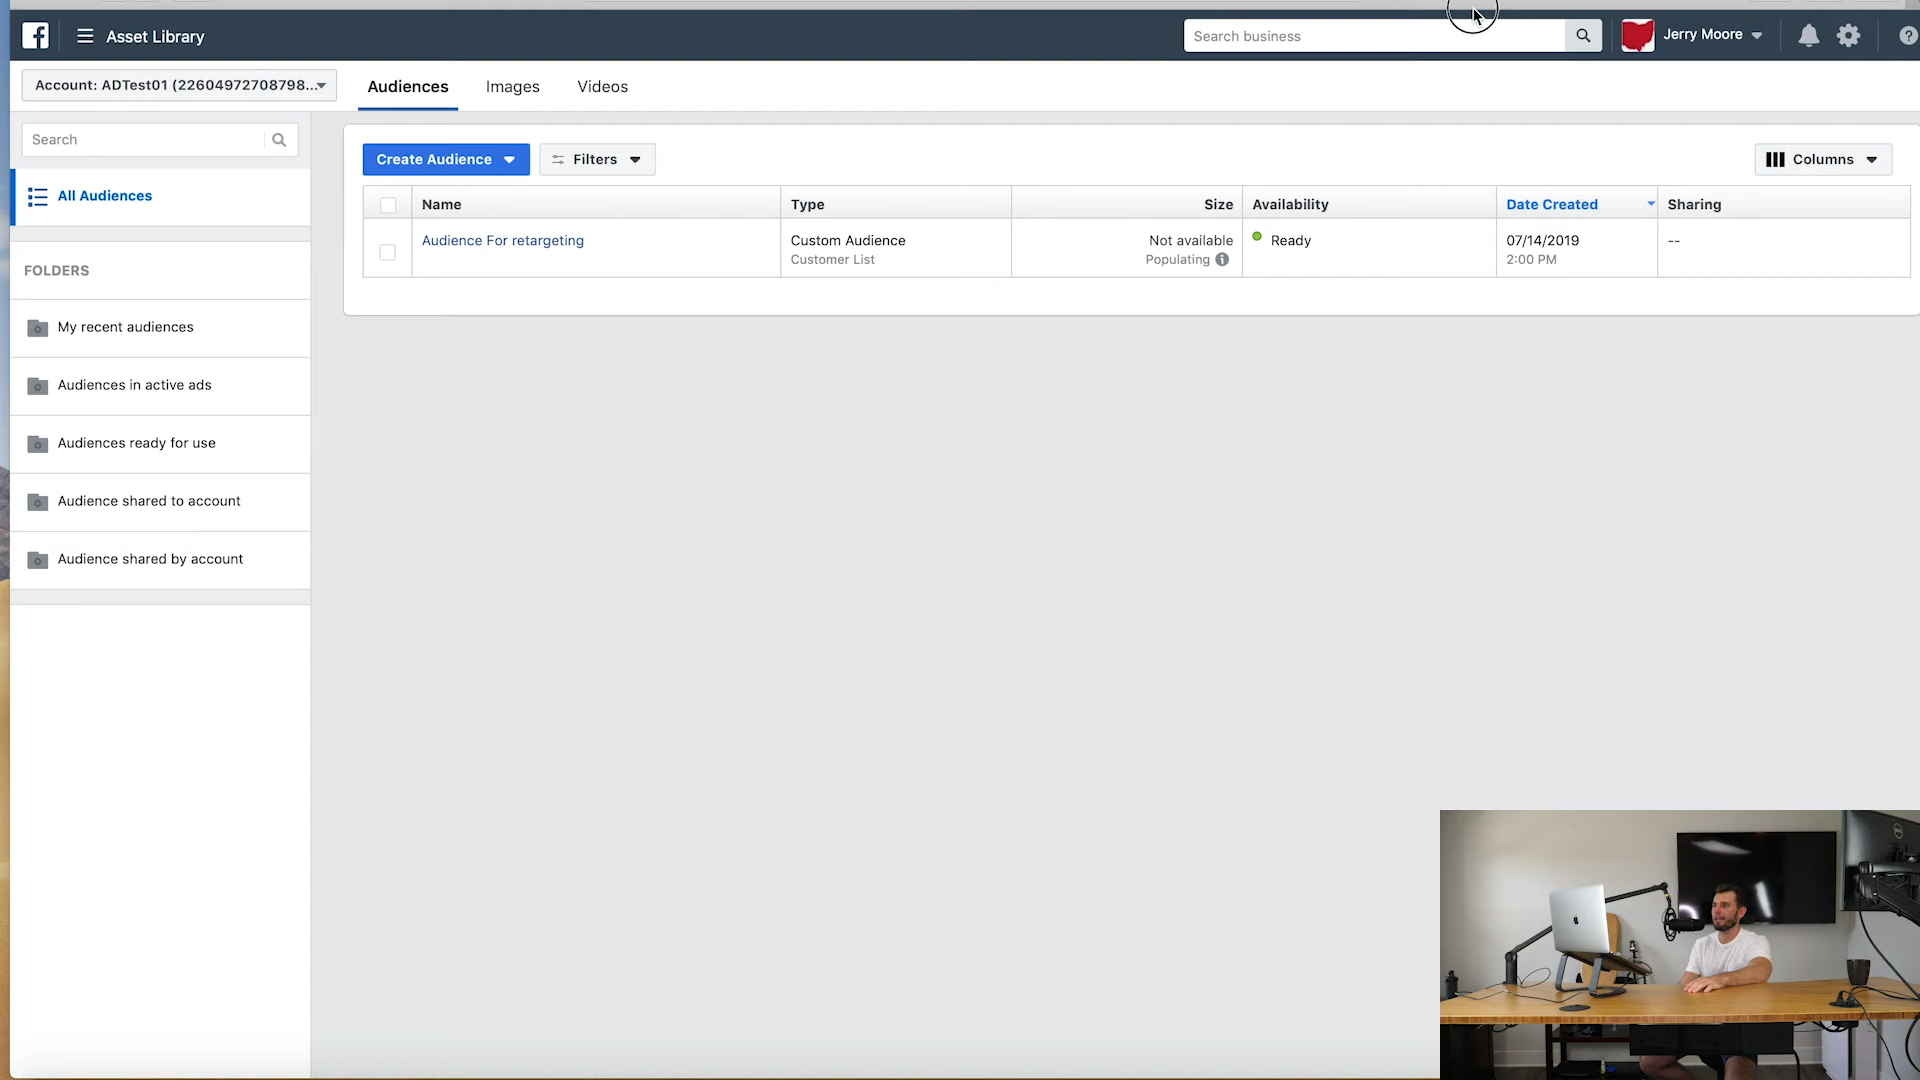 Asset Library
Search business
Jerry Moore
Account: ADTest01 (22604972708798...
Audiences
Images
Videos
Search
All Audiences
FOLDERS
My recent audiences
Audiences in active ads
Audiences ready for use
Audience shared to account
Audience shared by account
Create Audience
Filters
Columns
Name
Type
Size
Availability
Date Created
Sharing
Audience For retargeting
Custom Audience
Customer List
Not available
Populating
Ready
07/14/2019
2:00 PM
--